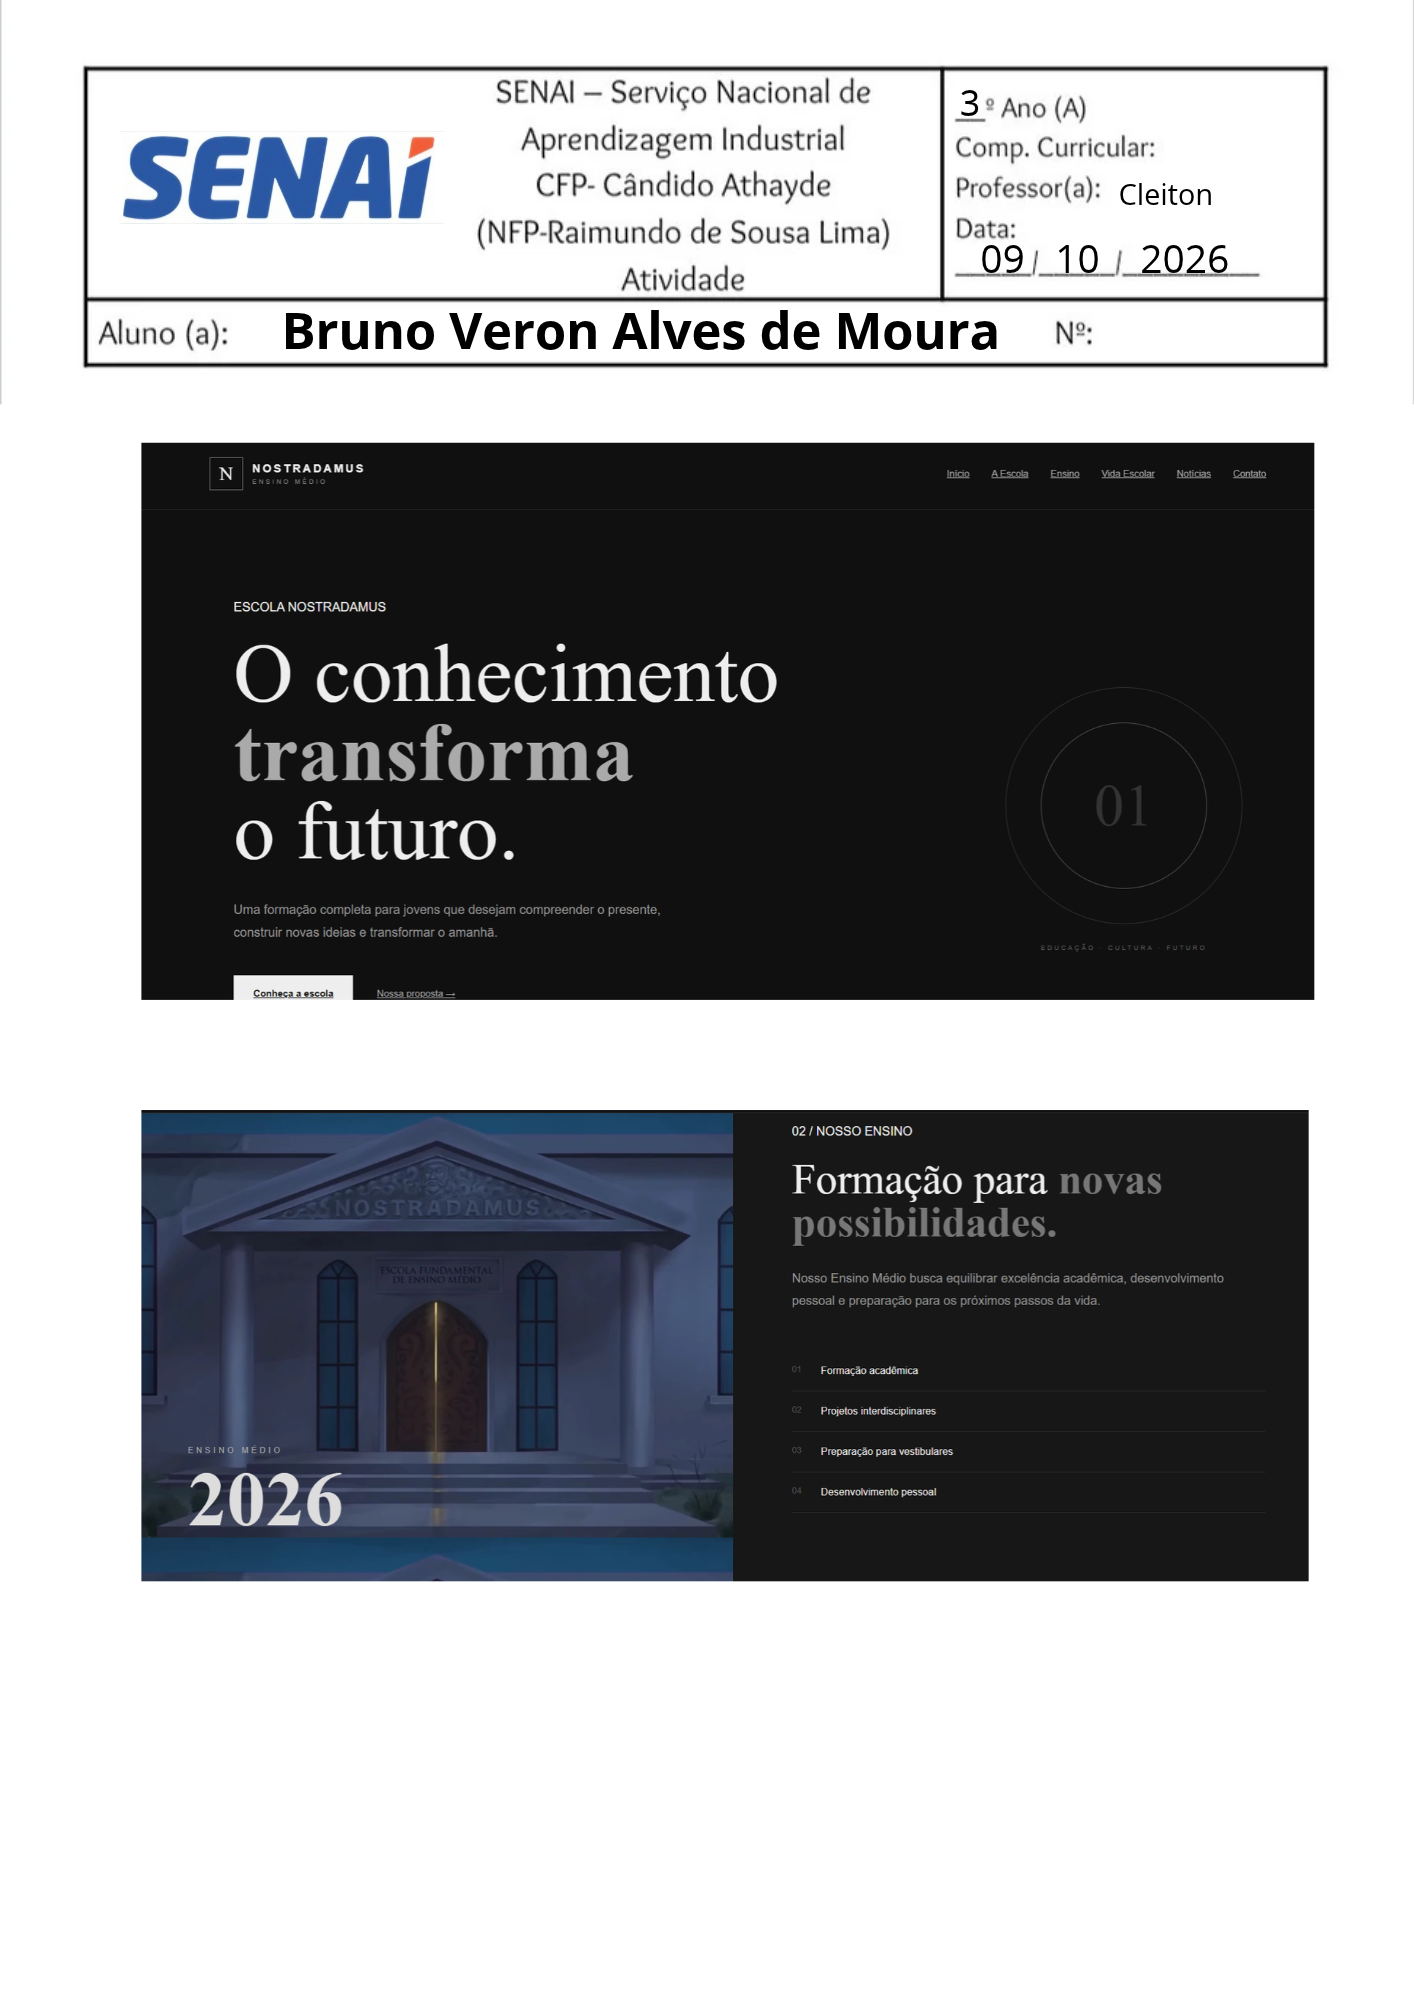 SENAI
SENAI – Serviço Nacional de
Aprendizagem Industrial
CFP- Cândido Athayde
(NFP-Raimundo de Sousa Lima)
Atividade
3º Ano (A)
Comp. Curricular:
Professor(a): Cleiton
Data:
09/ 10 / 2026
Aluno (a): Bruno Veron Alves de Moura Nº:
N NOSTRADAMUS
ENSINO MÉDIO
Início A Escola Ensino Vida Escolar Notícias Contato
ESCOLA NOSTRADAMUS
O conhecimento
transforma
o futuro.
01
Uma formação completa para jovens que desejam compreender o presente,
construir novas ideias e transformar o amanhã.
EDUCAÇÃO · CULTURA · FUTURO
Conheça a escola Nossa proposta →
NOSTRADAMUS
ESCOLA FUNDAMENTAL
DE ENSINO MÉDIO
ENSINO MÉDIO
2026
02 / NOSSO ENSINO
Formação para novas
possibilidades.
Nosso Ensino Médio busca equilibrar excelência acadêmica, desenvolvimento
pessoal e preparação para os próximos passos da vida.
01 Formação acadêmica
02 Projetos interdisciplinares
03 Preparação para vestibulares
04 Desenvolvimento pessoal